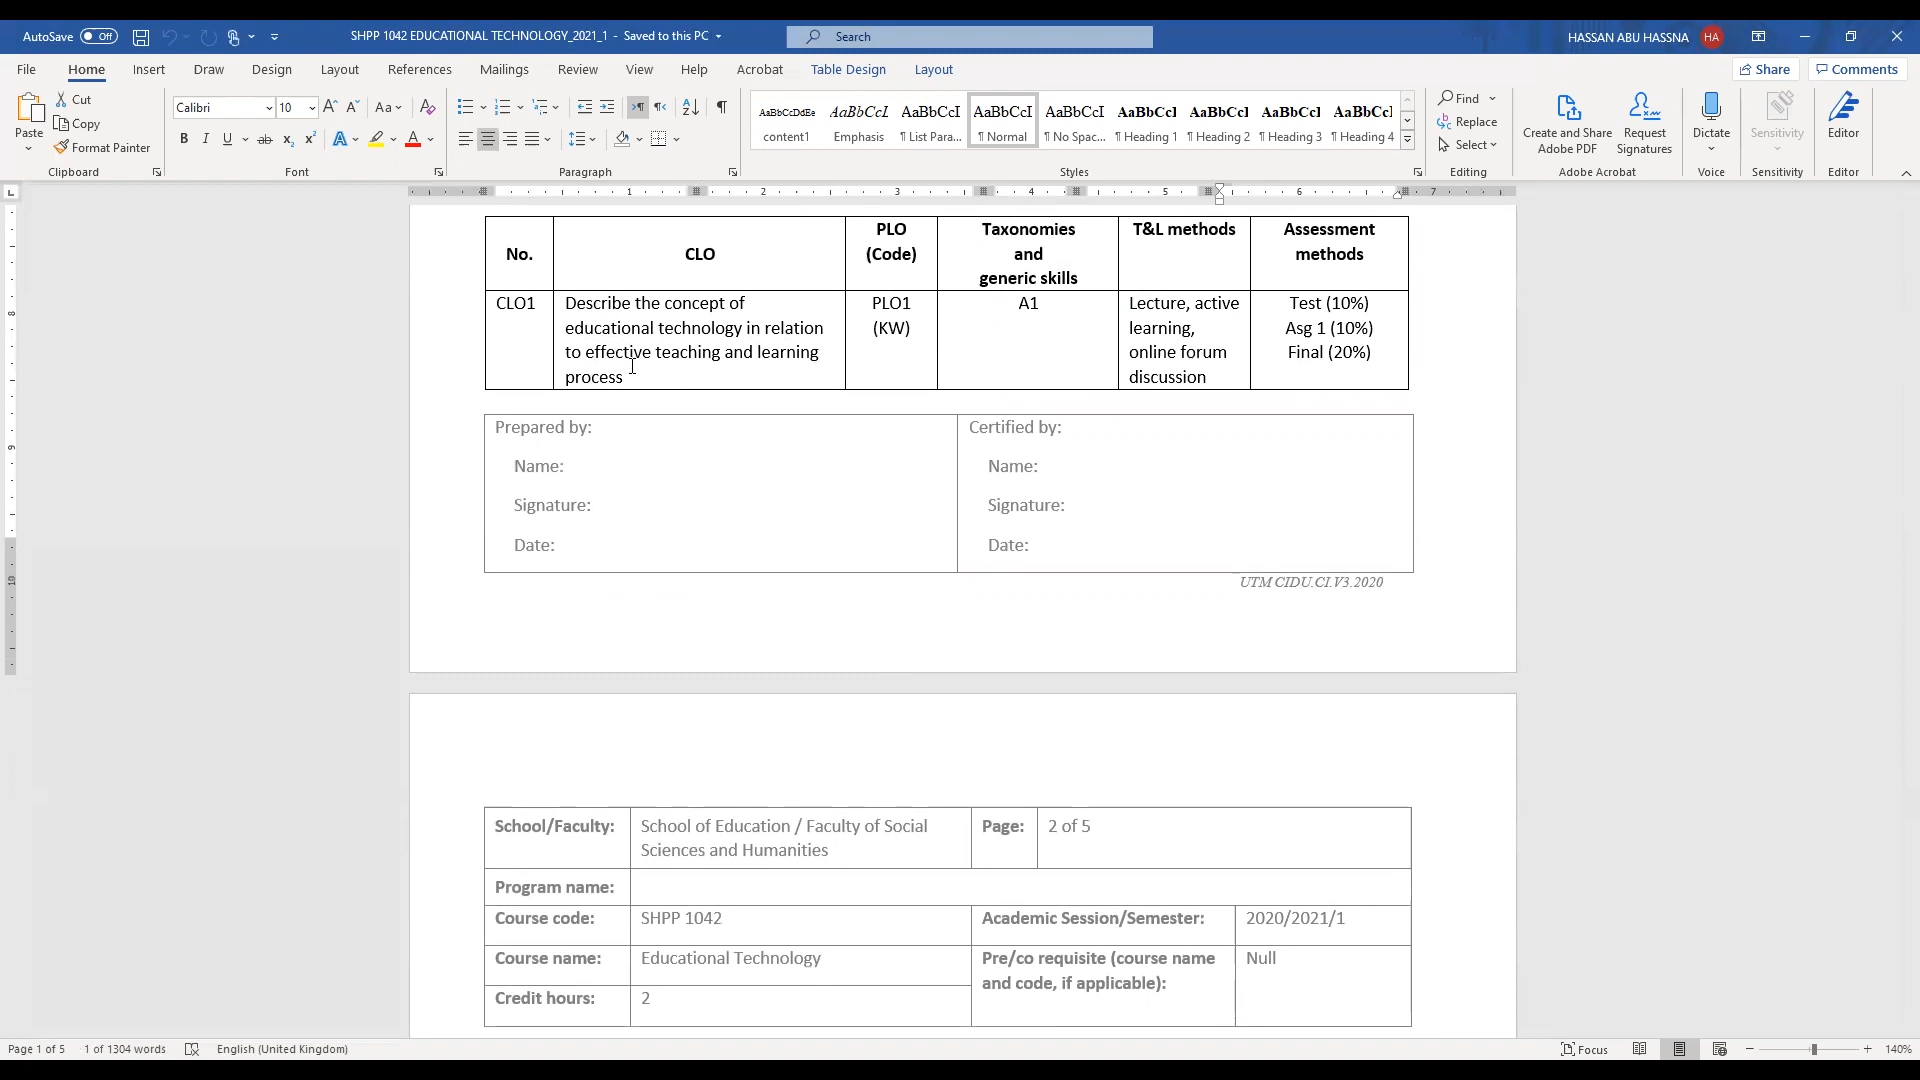 AutoSave Off SHPP 1042 EDUCATIONAL TECHNOLOGY_2021_1 - Saved to this PC Search HASSAN ABU HASSNA HA
File Home Insert Draw Design Layout References Mailings Review View Help Acrobat Table Design Layout Share Comments
Paste Cut Copy Format Painter
Calibri 10
content1 Emphasis ¶ List Para... ¶ Normal ¶ No Spac... ¶ Heading 1 ¶ Heading 2 ¶ Heading 3 ¶ Heading 4
AaBbCcDdEe AaBbCcI AaBbCcI AaBbCcI AaBbCcI AaBbCcI AaBbCcI AaBbCcI AaBbCcI
Find Replace Select
Create and Share Adobe PDF Request Signatures Dictate Sensitivity Editor
Clipboard Font Paragraph Styles Editing Adobe Acrobat Voice Sensitivity Editor
1 2 3 4 5 6 7
No. CLO PLO (Code) Taxonomies and generic skills T&L methods Assessment methods
CLO1 Describe the concept of PLO1 A1 Lecture, active Test (10%)
educational technology in relation (KW) learning, Asg 1 (10%)
to effective teaching and learning online forum Final (20%)
process discussion
Prepared by: Certified by:
Name: Name:
Signature: Signature:
Date: Date:
UTM CIDU.CI.V3.2020
School/Faculty: School of Education / Faculty of Social Page: 2 of 5
Sciences and Humanities
Program name:
Course code: SHPP 1042 Academic Session/Semester: 2020/2021/1
Course name: Educational Technology Pre/co requisite (course name Null
and code, if applicable):
Credit hours: 2
Page 1 of 5 1 of 1304 words English (United Kingdom) Focus 140%